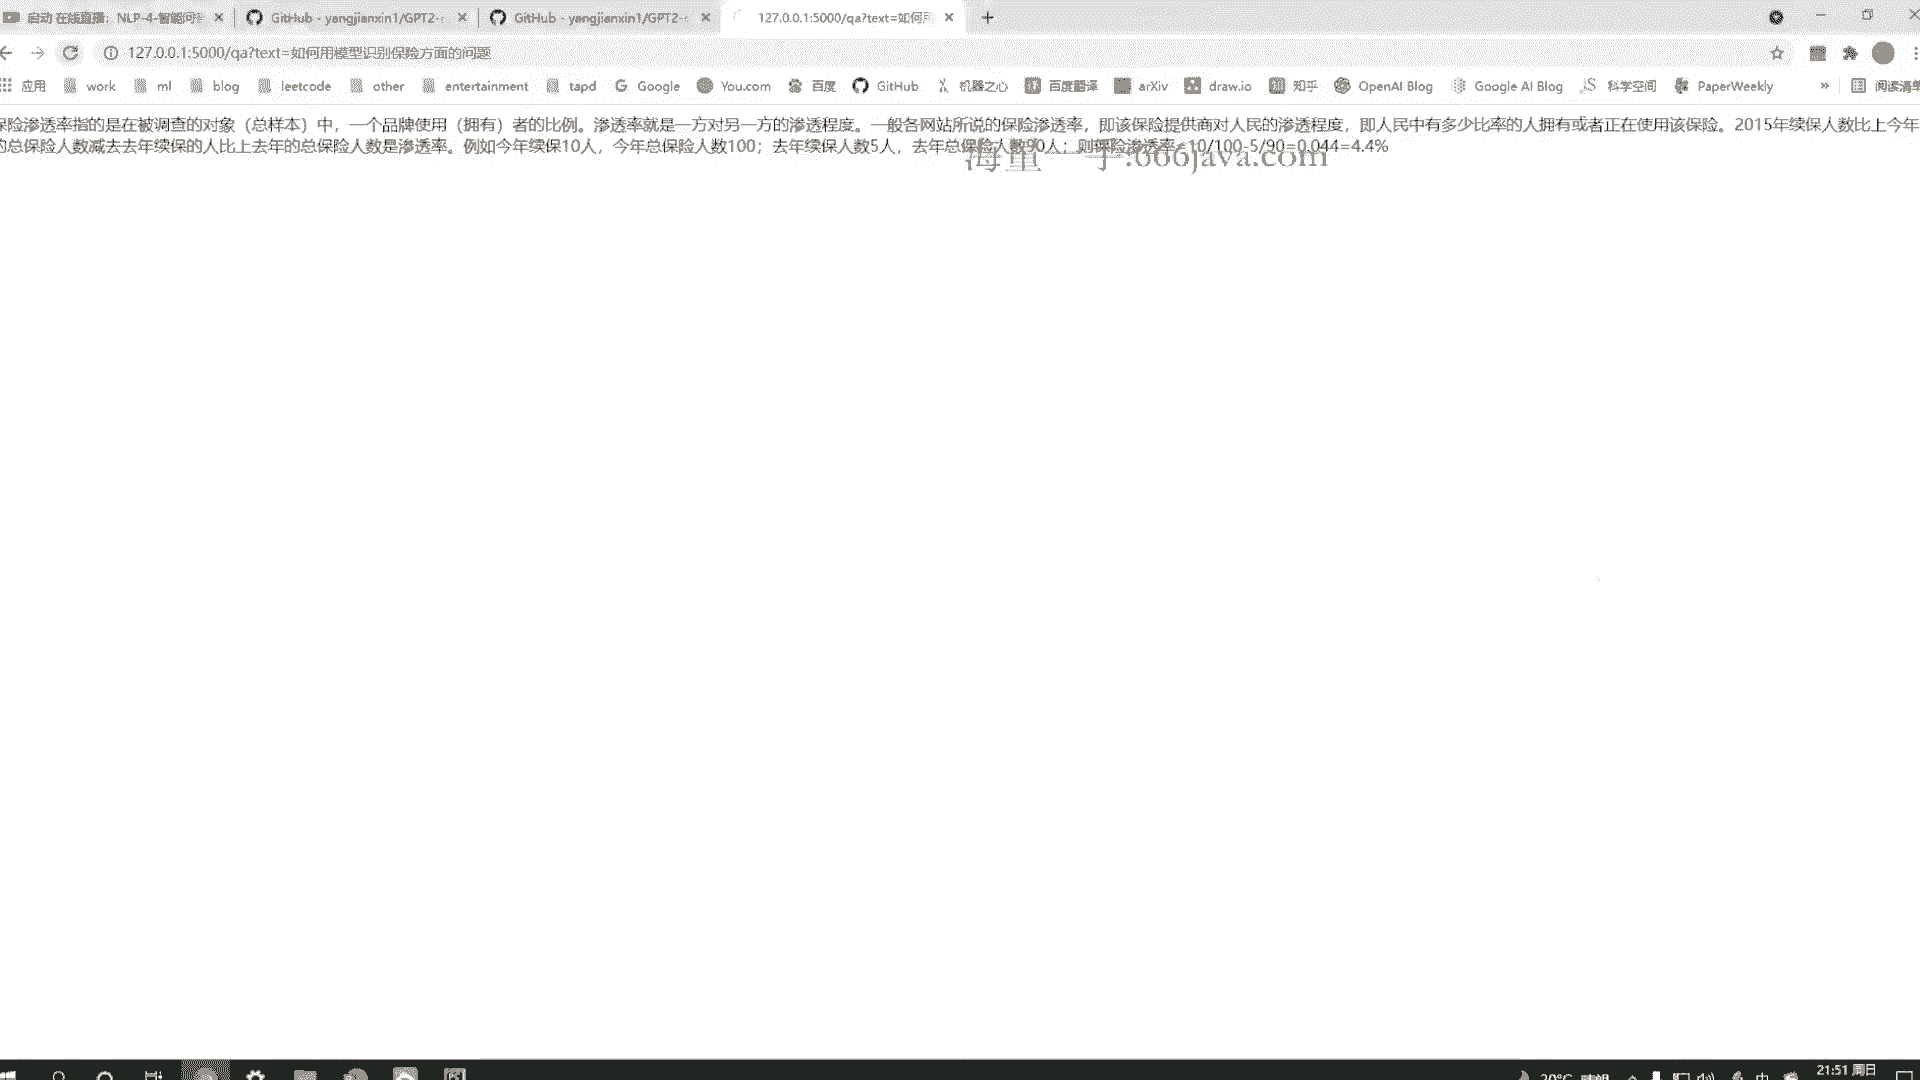 启动 在线直播：NLP-4-智能问答
GitHub - yangjianxin1/GPT2-c
GitHub - yangjianxin1/GPT2-c
127.0.0.1:5000/qa?text=如何用
127.0.0.1:5000/qa?text=如何用模型识别保险方面的问题
应用 work ml blog leetcode other entertainment tapd Google You.com 百度 GitHub 机器之心 百度翻译 arXiv draw.io 知乎 OpenAI Blog Google AI Blog 科学空间 PaperWeekly » 阅读清单
保险渗透率指的是在被调查的对象（总样本）中，一个品牌使用（拥有）者的比例。渗透率就是一方对另一方的渗透程度。一般各网站所说的保险渗透率，即该保险提供商对人民的渗透程度，即人民中有多少比率的人拥有或者正在使用该保险。2015年续保人数比上今年
的总保险人数减去去年续保的人比上去年的总保险人数是渗透率。例如今年续保10人，今年总保险人数100；去年续保人数5人，去年总保险人数90人；则保险渗透率=10/100-5/90=0.044=4.4%
海量一手:666java.com
20°C 晴朗 中
21:51 周日